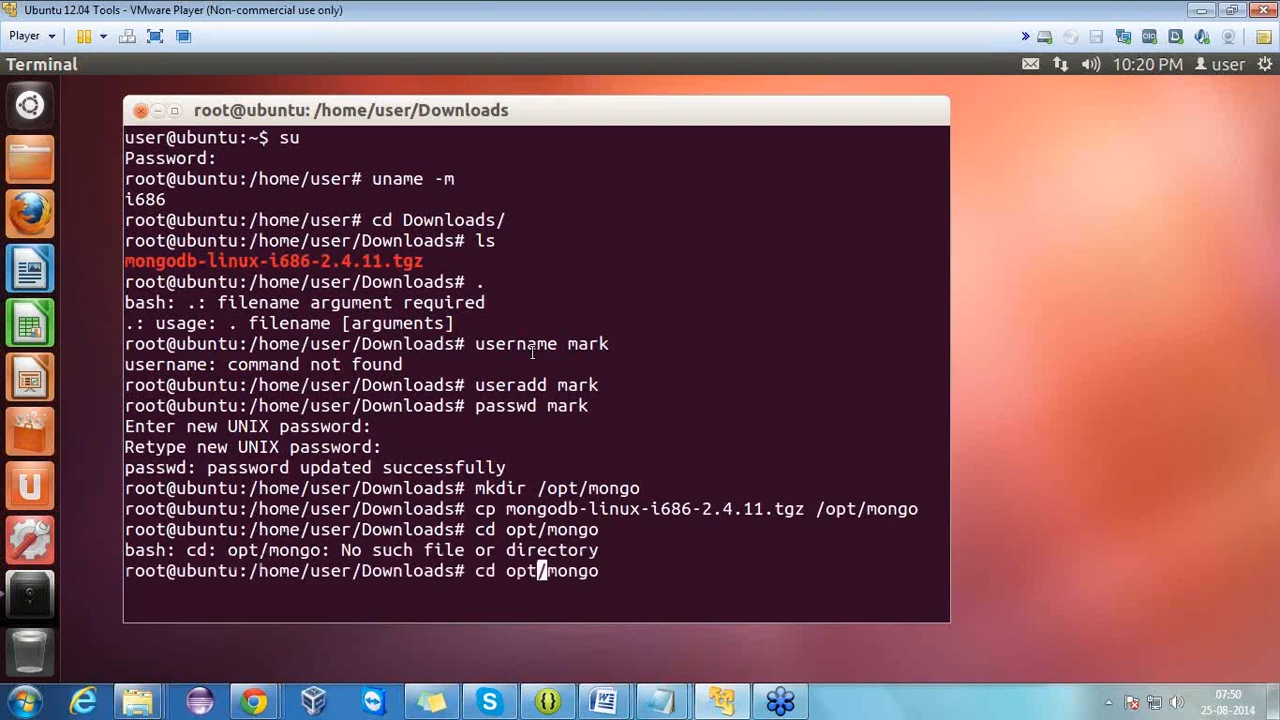 Ubuntu 12.04 Tools - VMware Player (Non-commercial use only)
Player
Terminal
10:20 PM
user
root@ubuntu: /home/user/Downloads
user@ubuntu:~$ su
Password:
root@ubuntu:/home/user# uname -m
i686
root@ubuntu:/home/user# cd Downloads/
root@ubuntu:/home/user/Downloads# ls
mongodb-linux-i686-2.4.11.tgz
root@ubuntu:/home/user/Downloads# .
bash: .: filename argument required
.: usage: . filename [arguments]
root@ubuntu:/home/user/Downloads# username mark
username: command not found
root@ubuntu:/home/user/Downloads# useradd mark
root@ubuntu:/home/user/Downloads# passwd mark
Enter new UNIX password:
Retype new UNIX password:
passwd: password updated successfully
root@ubuntu:/home/user/Downloads# mkdir /opt/mongo
root@ubuntu:/home/user/Downloads# cp mongodb-linux-i686-2.4.11.tgz /opt/mongo
root@ubuntu:/home/user/Downloads# cd opt/mongo
bash: cd: opt/mongo: No such file or directory
root@ubuntu:/home/user/Downloads# cd opt/mongo
07:50
25-08-2014